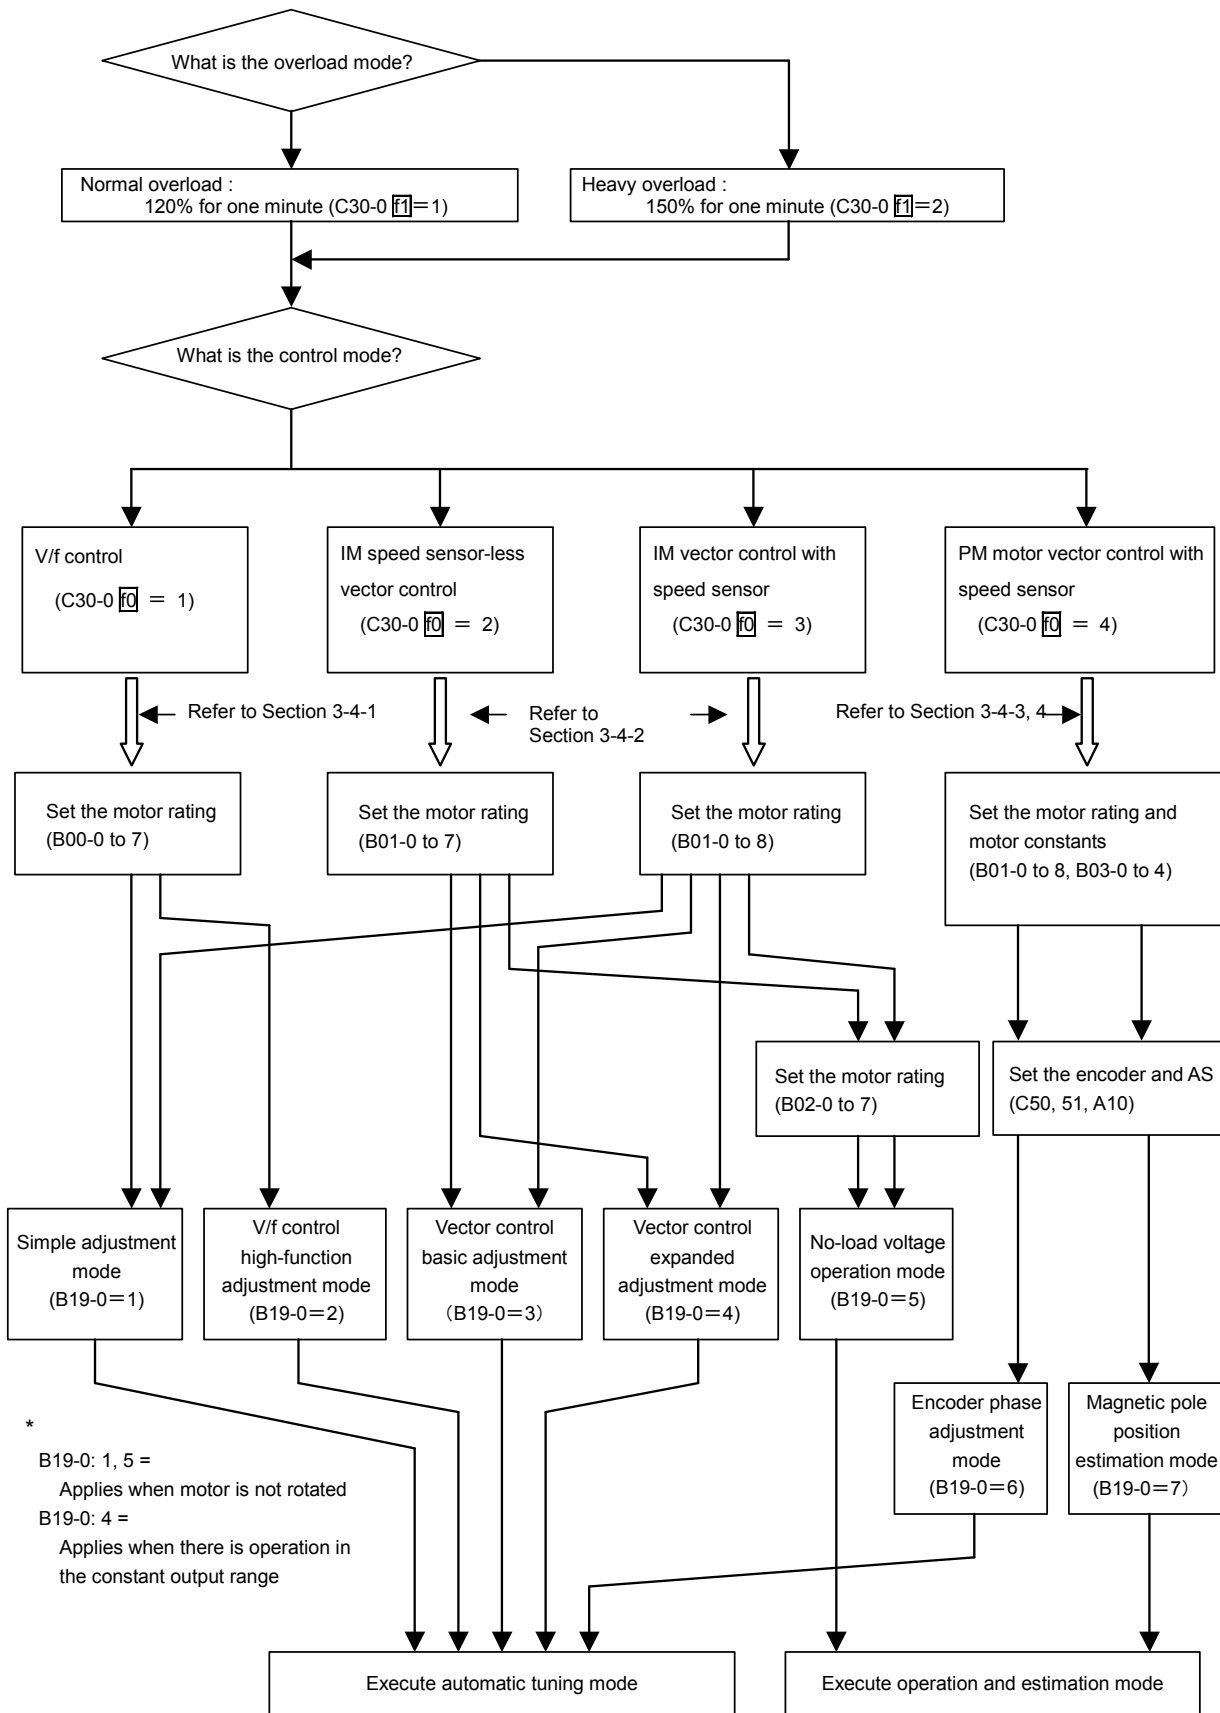 What is the overload mode?
Normal overload :
120% for one minute (C30-0 f1＝1)
Heavy overload :
150% for one minute (C30-0 f1＝2)
What is the control mode?
V/f control
(C30-0 f0 ＝ 1)
IM speed sensor-less
vector control
(C30-0 f0 ＝ 2)
IM vector control with
speed sensor
(C30-0 f0 ＝ 3)
PM motor vector control with
speed sensor
(C30-0 f0 ＝ 4)
Refer to Section 3-4-1
Refer to
Section 3-4-2
Refer to Section 3-4-3, 4
Set the motor rating
(B00-0 to 7)
Set the motor rating
(B01-0 to 7)
Set the motor rating
(B01-0 to 8)
Set the motor rating and
motor constants
(B01-0 to 8, B03-0 to 4)
Set the motor rating
(B02-0 to 7)
Set the encoder and AS
(C50, 51, A10)
Simple adjustment
mode
(B19-0＝1)
V/f control
high-function
adjustment mode
(B19-0＝2)
Vector control
basic adjustment
mode
（B19-0＝3）
Vector control
expanded
adjustment mode
(B19-0＝4)
No-load voltage
operation mode
(B19-0＝5)
Encoder phase
adjustment
mode
(B19-0＝6)
Magnetic pole
position
estimation mode
(B19-0＝7）
*
B19-0: 1, 5 =
Applies when motor is not rotated
B19-0: 4 =
Applies when there is operation in
the constant output range
Execute automatic tuning mode
Execute operation and estimation mode